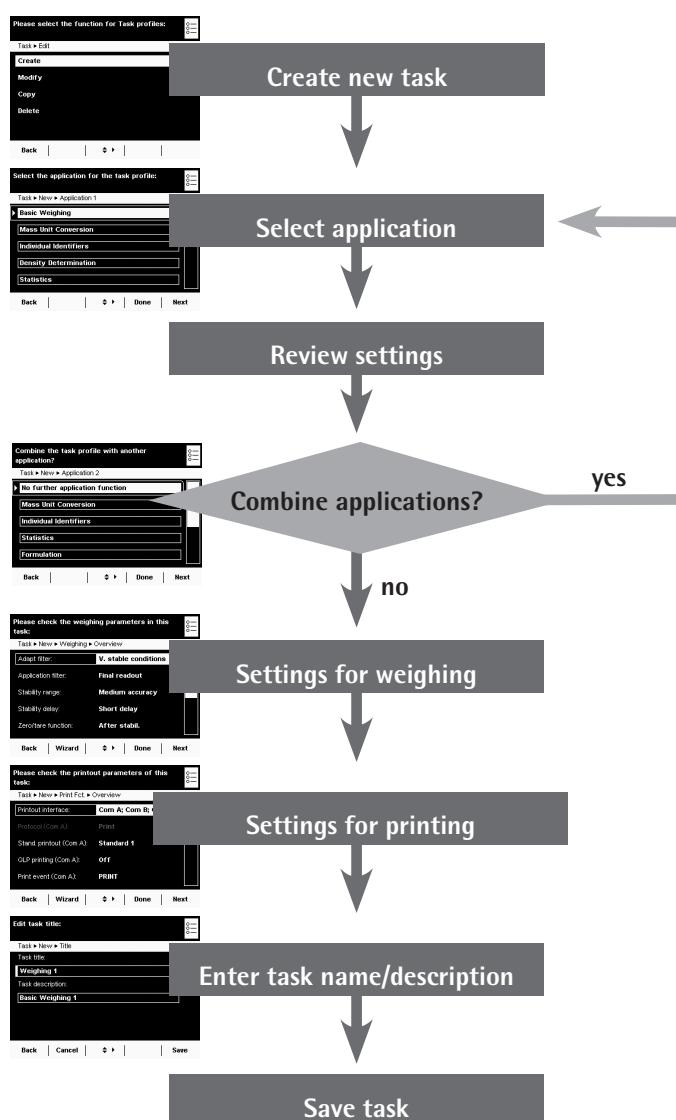 Please select the function for Task profiles:
Task ▸ Edit
Create
Modify
Copy
Delete
Back
Create new task
Select the application for the task profile:
Task ▸ New ▸ Application 1
Basic Weighing
Mass Unit Conversion
Individual Identifiers
Density Determination
Statistics
Back Done Next
Select application
Review settings
Combine the task profile with another
application?
Task ▸ New ▸ Application 2
No further application function
Mass Unit Conversion
Individual Identifiers
Statistics
Formulation
Back Done Next
Combine applications?
yes
no
Please check the weighing parameters in this
task:
Task ▸ New ▸ Weighing ▸ Overview
Adapt filter: V. stable conditions
Application filter: Final readout
Stability range: Medium accuracy
Stability delay: Short delay
Zero/tare function: After stabil.
Back Wizard Done Next
Settings for weighing
Please check the printout parameters of this
task:
Task ▸ New ▸ Print Fct. ▸ Overview
Printout interface: Com A; Com B;
Protocol (Com A): Print
Stand. printout (Com A): Standard 1
GLP printing (Com A): Off
Print event (Com A): PRINT
Back Wizard Done Next
Settings for printing
Edit task title:
Task ▸ New ▸ Title
Task title:
Weighing 1
Task description:
Basic Weighing 1
Back Cancel Save
Enter task name/description
Save task